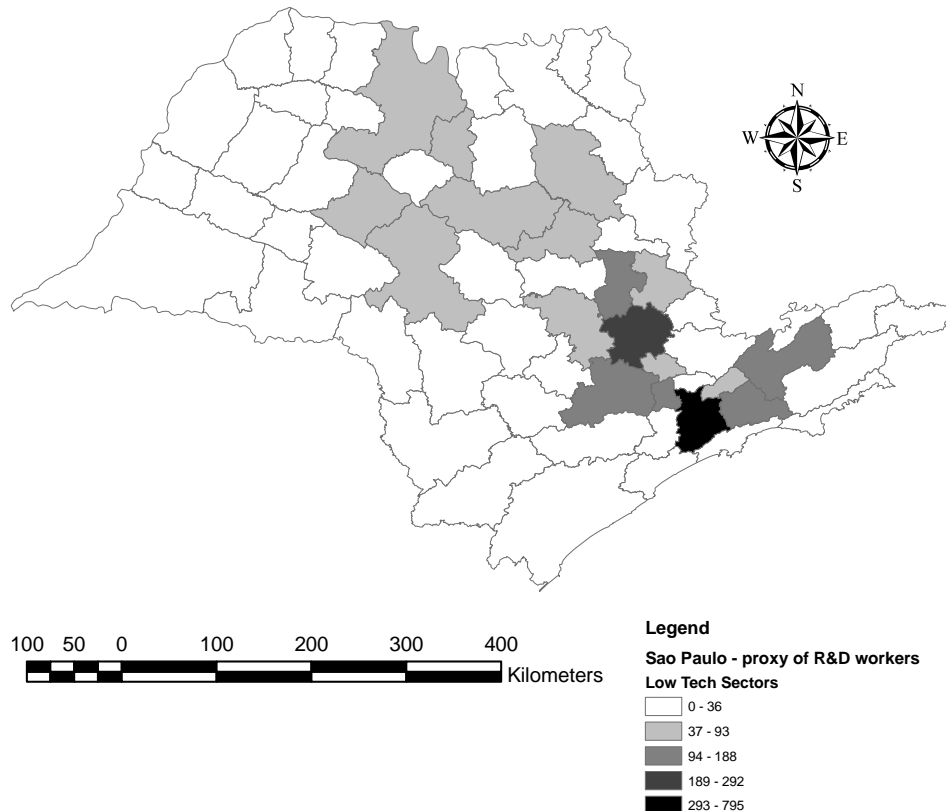 N
W E
S
100 50 0 100 200 300 400
Kilometers
Legend
Sao Paulo - proxy of R&D workers
Low Tech Sectors
0 - 36
37 - 93
94 - 188
189 - 292
293 - 795